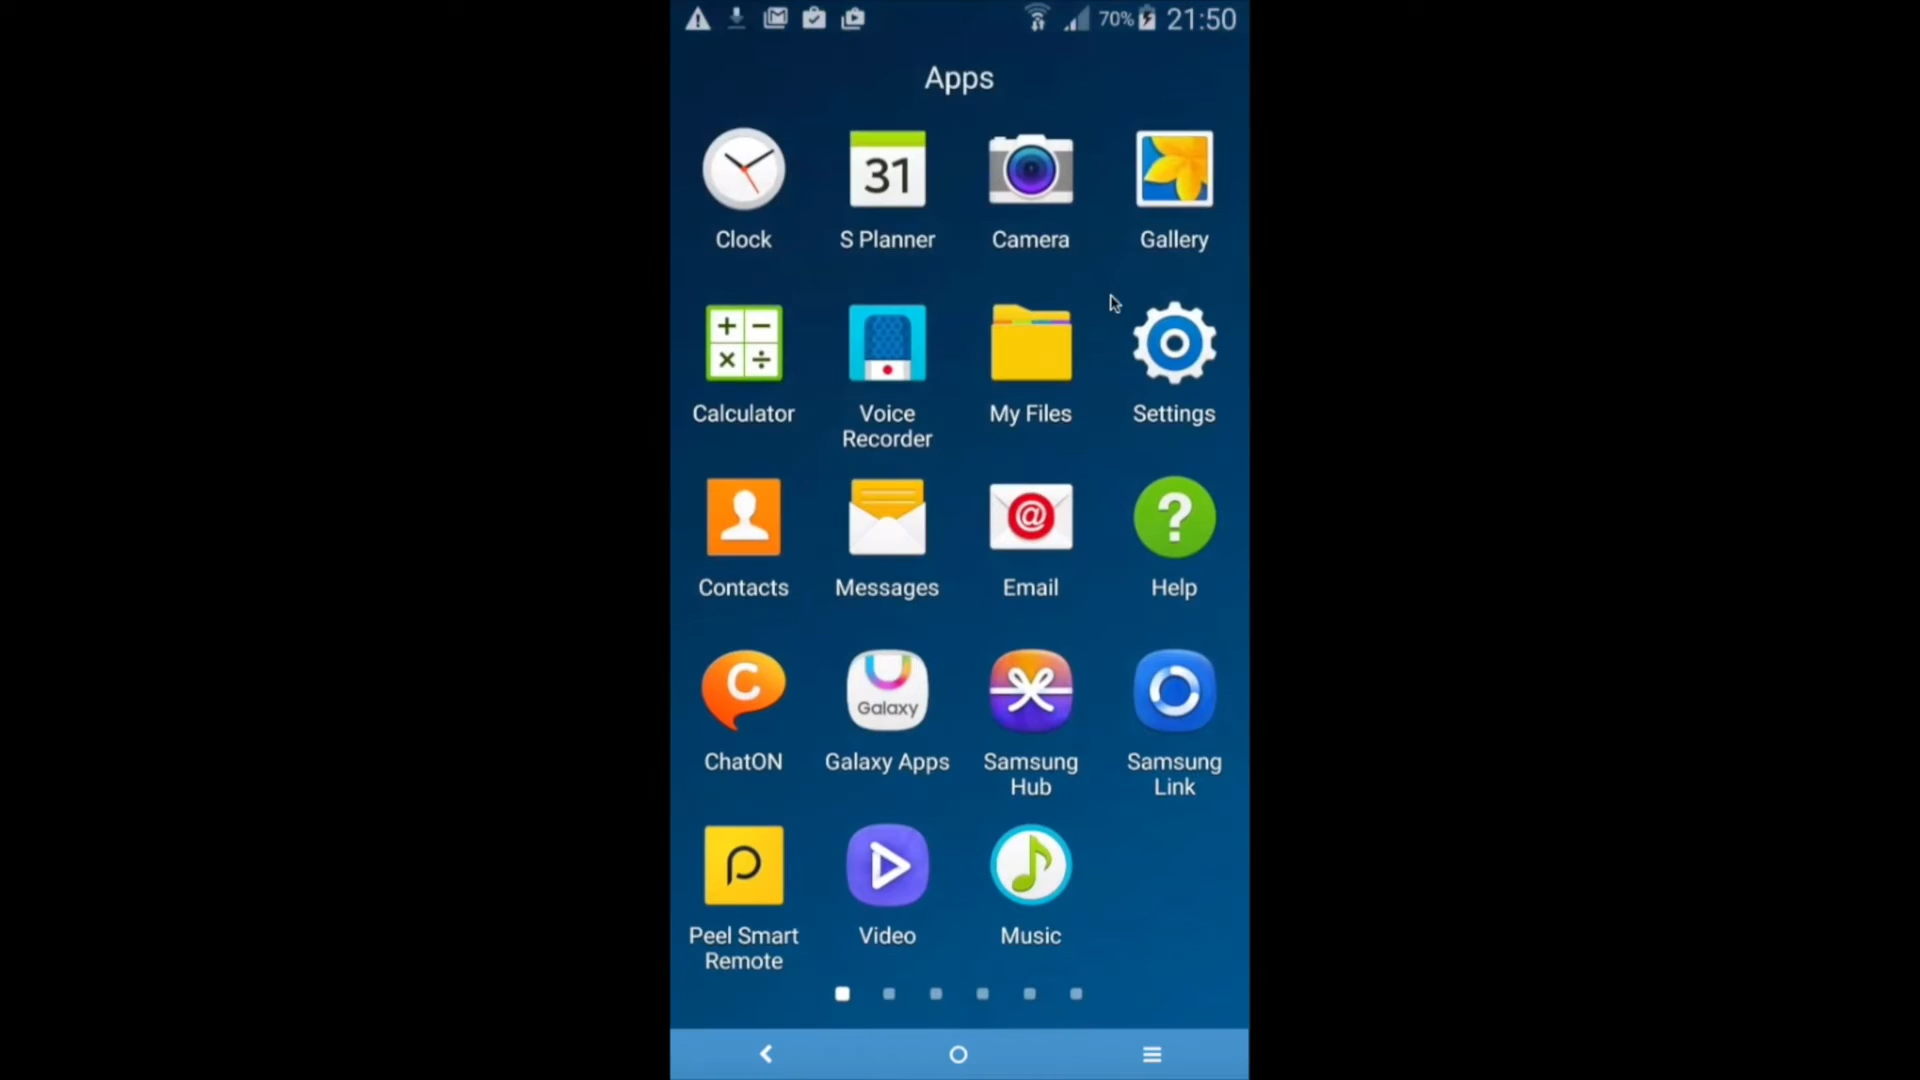 70% 21:50
Apps
31
Clock S Planner Camera Gallery
Calculator Voice Recorder My Files Settings
Contacts Messages Email Help
C Galaxy
ChatON Galaxy Apps Samsung Hub Samsung Link
Peel Smart Remote Video Music